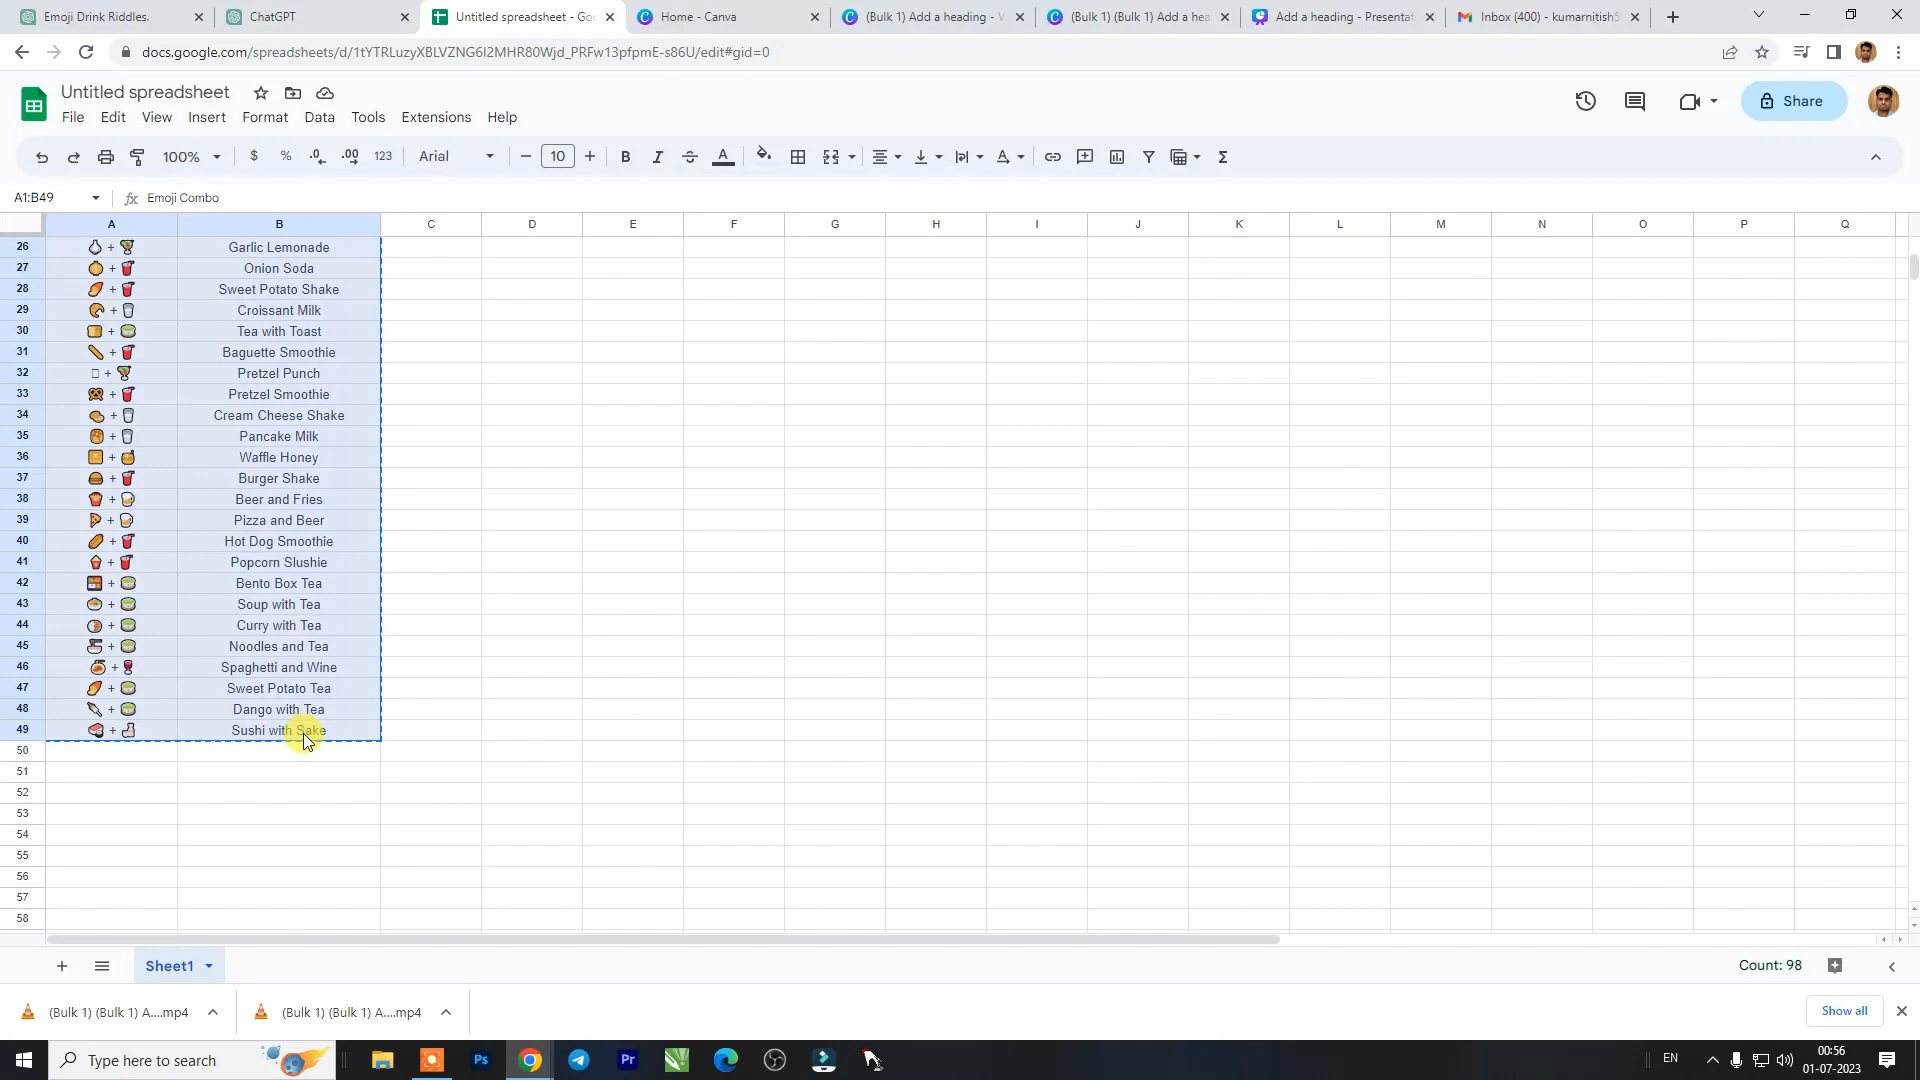 Emoji Drink Riddles.
ChatGPT
Untitled spreadsheet - Goo
Home - Canva
(Bulk 1) Add a heading - V
(Bulk 1) (Bulk 1) Add a hea
Add a heading - Presentat
Inbox (400) - kumarnitish5
docs.google.com/spreadsheets/d/1tYTRLuzyXBLVZNG6I2MHR80Wjd_PRFw13pfpmE-s86U/edit#gid=0
Untitled spreadsheet
File Edit View Insert Format Data Tools Extensions Help
Share
100% $ % .0 .00 123 Arial 10 B I S A
A1:B49 fx Emoji Combo
A B C D E F G H I J K L M N O P Q
26 + Garlic Lemonade
27 + Onion Soda
28 + Sweet Potato Shake
29 + Croissant Milk
30 + Tea with Toast
31 + Baguette Smoothie
32 + Pretzel Punch
33 + Pretzel Smoothie
34 + Cream Cheese Shake
35 + Pancake Milk
36 + Waffle Honey
37 + Burger Shake
38 + Beer and Fries
39 + Pizza and Beer
40 + Hot Dog Smoothie
41 + Popcorn Slushie
42 + Bento Box Tea
43 + Soup with Tea
44 + Curry with Tea
45 + Noodles and Tea
46 + Spaghetti and Wine
47 + Sweet Potato Tea
48 + Dango with Tea
49 + Sushi with Sake
50
51
52
53
54
55
56
57
58
Sheet1
Count: 98
(Bulk 1) (Bulk 1) A....mp4
(Bulk 1) (Bulk 1) A....mp4
Show all
Type here to search
Ps
Pr
EN
00:56
01-07-2023